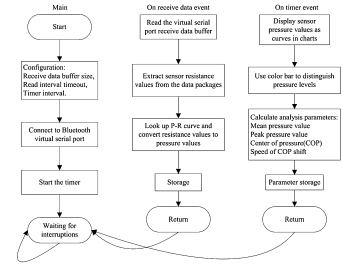 Main
Start
Configuration:
Receive data buffer size,
Read interval timeout,
Timer interval.
Connect to Bluetooth
virtual serial port
Start the timer
Waiting for
interruptions
On receive data event
Read the virtual serial
port receive data buffer
Extract sensor resistance
values from the data packages
Look up P-R curve and
convert resistance values to
pressure values
Storage
Return
On timer event
Display sensor
pressure values as
curves in charts
Use color bar to distinguish
pressure levels
Calculate analysis parameters:
Mean pressure value
Peak pressure value
Center of pressure(COP)
Speed of COP shift
Parameter storage
Return